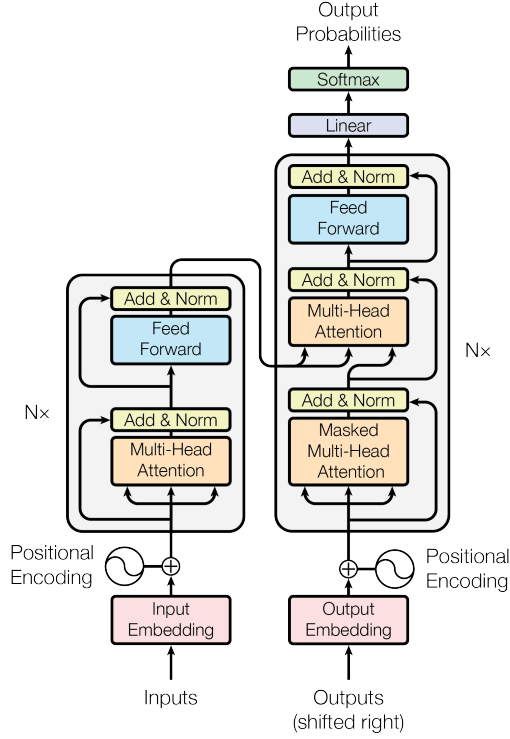 Output
Probabilities
Softmax
Linear
Add & Norm
Feed
Forward
Add & Norm
Multi-Head
Attention
Add & Norm
Masked
Multi-Head
Attention
N×
Add & Norm
Feed
Forward
Add & Norm
Multi-Head
Attention
N×
Positional
Encoding
Positional
Encoding
Input
Embedding
Output
Embedding
Inputs
Outputs
(shifted right)